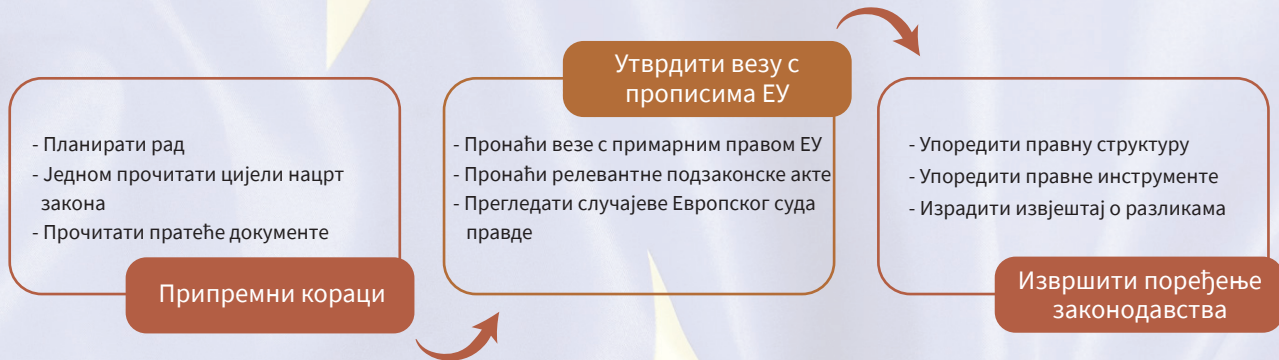 - Планирати рад
- Једном прочитати цијели нацрт
закона
- Прочитати пратеће документе
Припремни кораци
Утврдити везу с
прописима ЕУ
- Пронаћи везе с примарним правом ЕУ
- Пронаћи релевантне подзаконске акте
- Прегледати случајеве Европског суда
правде
- Упоредити правну структуру
- Упоредити правне инструменте
- Израдити извјештај о разликама
Извршити поређење
законодавства